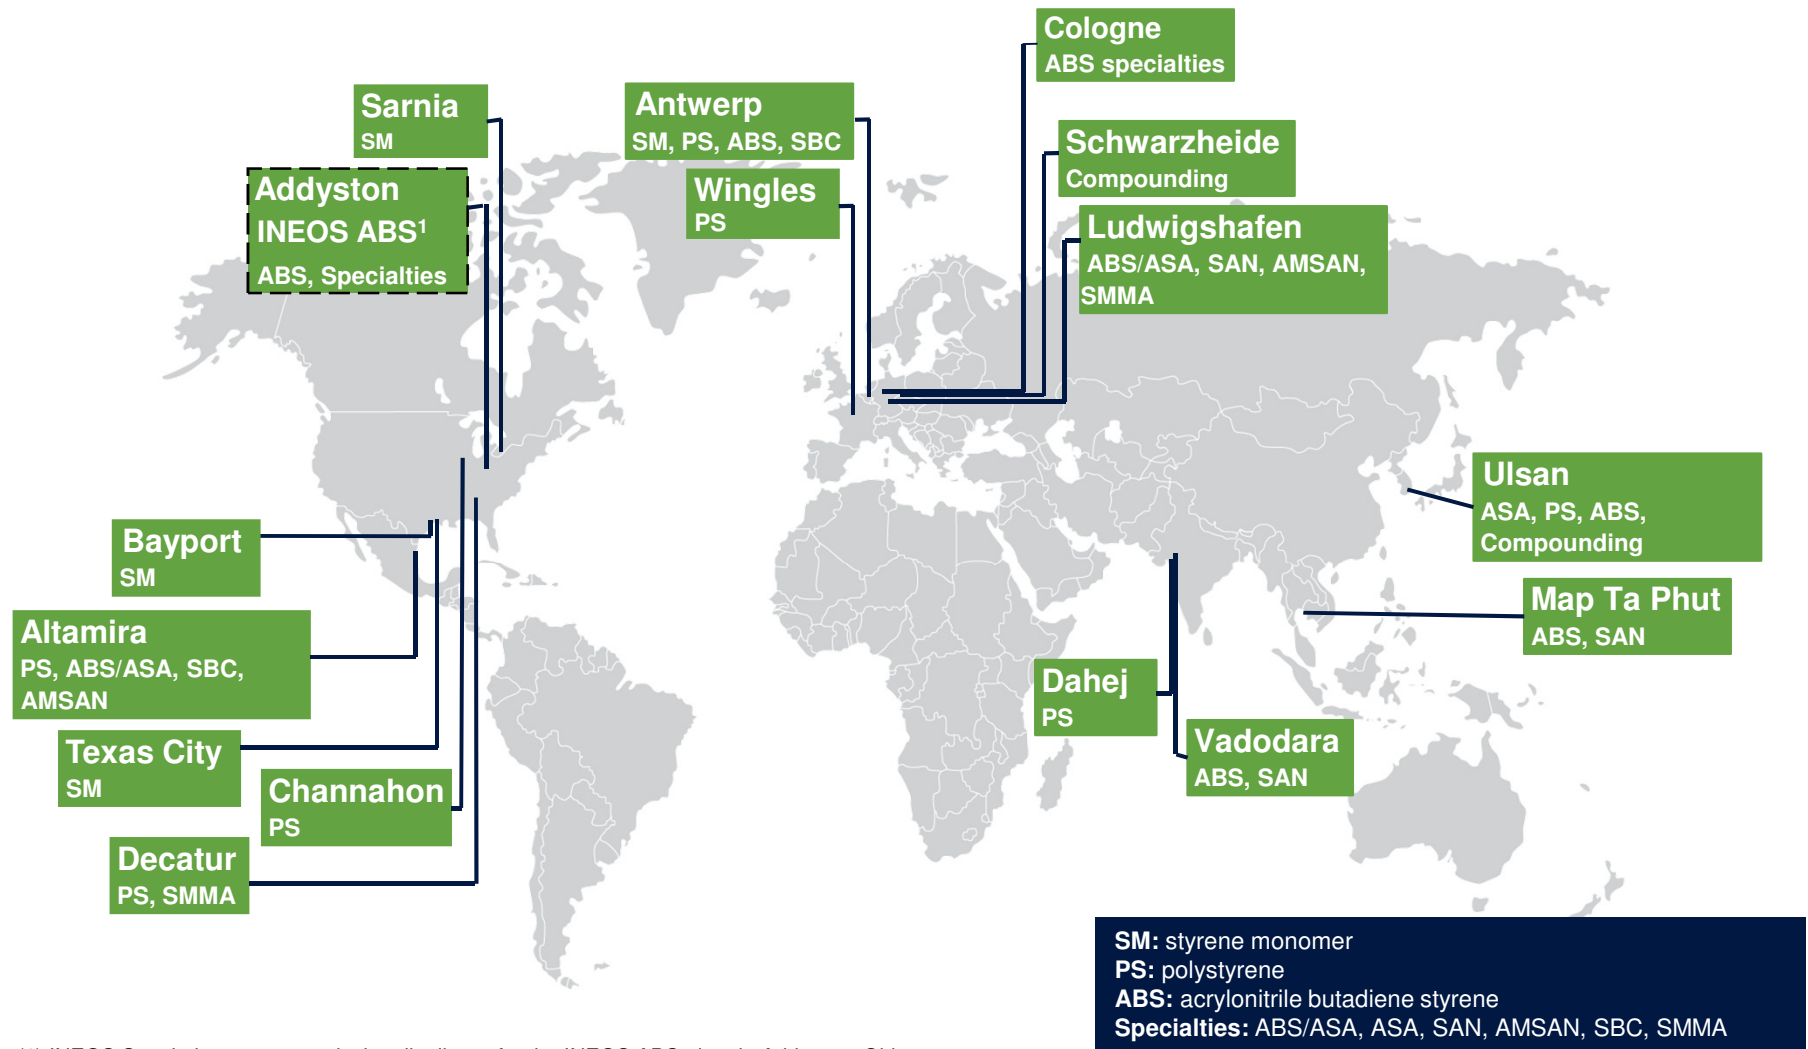 Cologne
ABS specialties
Sarnia
SM
Antwerp
SM, PS, ABS, SBC
Schwarzheide
Compounding
Addyston
INEOS ABS¹
ABS, Specialties
Wingles
PS
Ludwigshafen
ABS/ASA, SAN, AMSAN,
SMMA
Ulsan
ASA, PS, ABS,
Compounding
Bayport
SM
Map Ta Phut
ABS, SAN
Altamira
PS, ABS/ASA, SBC,
AMSAN
Dahej
PS
Vadodara
ABS, SAN
Texas City
SM
Channahon
PS
Decatur
PS, SMMA
SM: styrene monomer
PS: polystyrene
ABS: acrylonitrile butadiene styrene
Specialties: ABS/ASA, ASA, SAN, AMSAN, SBC, SMMA